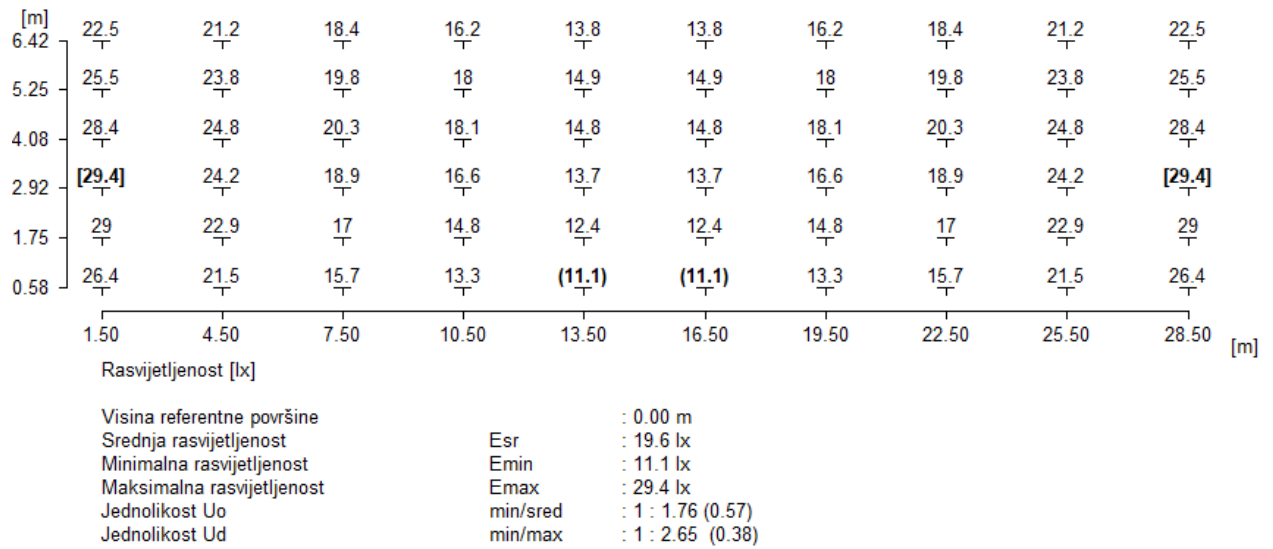 [m]
6.42 22.5 21.2 18.4 16.2 13.8 13.8 16.2 18.4 21.2 22.5
5.25 25.5 23.8 19.8 18 14.9 14.9 18 19.8 23.8 25.5
4.08 28.4 24.8 20.3 18.1 14.8 14.8 18.1 20.3 24.8 28.4
2.92 [29.4] 24.2 18.9 16.6 13.7 13.7 16.6 18.9 24.2 [29.4]
1.75 29 22.9 17 14.8 12.4 12.4 14.8 17 22.9 29
0.58 26.4 21.5 15.7 13.3 (11.1) (11.1) 13.3 15.7 21.5 26.4
1.50 4.50 7.50 10.50 13.50 16.50 19.50 22.50 25.50 28.50 [m]
Rasvijetljenost [lx]
Visina referentne površine : 0.00 m
Srednja rasvijetljenost Esr : 19.6 lx
Minimalna rasvijetljenost Emin : 11.1 lx
Maksimalna rasvijetljenost Emax : 29.4 lx
Jednolikost Uo min/sred : 1 : 1.76 (0.57)
Jednolikost Ud min/max : 1 : 2.65 (0.38)